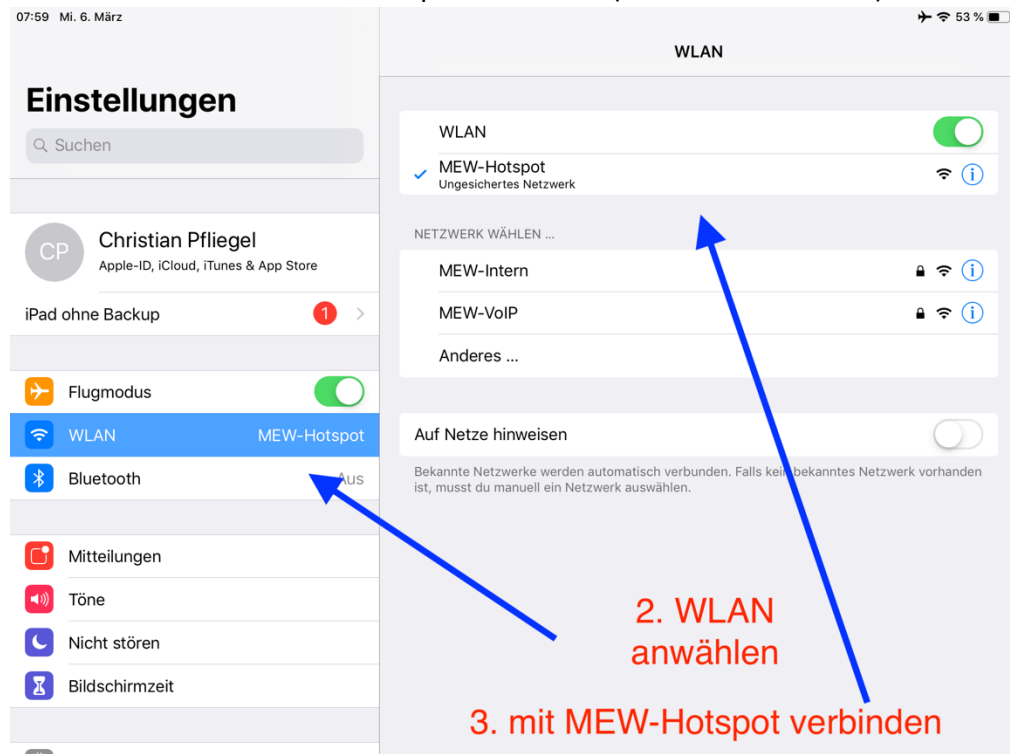 07:59 Mi. 6. März
53 %
WLAN
Einstellungen
Suchen
CP
Christian Pfliegel
Apple-ID, iCloud, iTunes & App Store
iPad ohne Backup 1
Flugmodus
WLAN MEW-Hotspot
Bluetooth Aus
Mitteilungen
Töne
Nicht stören
Bildschirmzeit
WLAN
MEW-Hotspot
Ungesichertes Netzwerk
NETZWERK WÄHLEN ...
MEW-Intern
MEW-VoIP
Anderes ...
Auf Netze hinweisen
Bekannte Netzwerke werden automatisch verbunden. Falls kein bekanntes Netzwerk vorhanden
ist, musst du manuell ein Netzwerk auswählen.
2. WLAN
anwählen
3. mit MEW-Hotspot verbinden